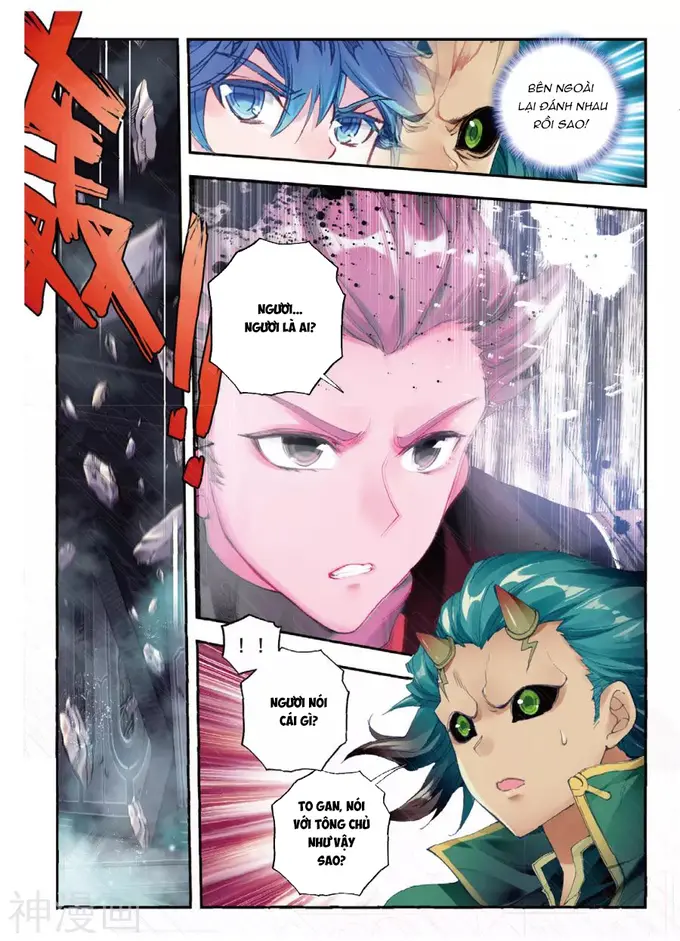 BÊN NGOÀI
LẠI ĐÁNH NHAU
RỒI SAO!
NGƯƠI...
NGƯƠI LÀ AI?
! !
NGƯƠI NÓI
CÁI GÌ?
TO GAN, NÓI
VỚI TÔNG CHỦ
NHƯ VẬY
SAO?
神漫画